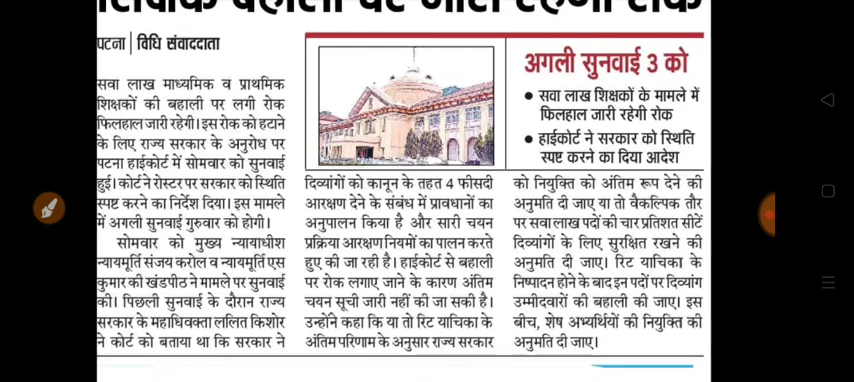 शिक्षक बहाली पर जारी रहेगी रोक
पटना | विधि संवाददाता
सवा लाख माध्यमिक व प्राथमिक
शिक्षकों की बहाली पर लगी रोक
फिलहाल जारी रहेगी। इस रोक को हटाने
के लिए राज्य सरकार के अनुरोध पर
पटना हाईकोर्ट में सोमवार को सुनवाई
हुई। कोर्ट ने रोस्टर पर सरकार को स्थिति
स्पष्ट करने का निर्देश दिया। इस मामले
में अगली सुनवाई गुरुवार को होगी।
सोमवार को मुख्य न्यायाधीश
न्यायमूर्ति संजय करोल व न्यायमूर्ति एस
कुमार की खंडपीठ ने मामले पर सुनवाई
की। पिछली सुनवाई के दौरान राज्य
सरकार के महाधिवक्ता ललित किशोर
ने कोर्ट को बताया था कि सरकार ने
अगली सुनवाई 3 को
● सवा लाख शिक्षकों के मामले में
फिलहाल जारी रहेगी रोक
● हाईकोर्ट ने सरकार को स्थिति
स्पष्ट करने का दिया आदेश
दिव्यांगों को कानून के तहत 4 फीसदी
आरक्षण देने के संबंध में प्रावधानों का
अनुपालन किया है और सारी चयन
प्रक्रिया आरक्षण नियमों का पालन करते
हुए की जा रही है। हाईकोर्ट से बहाली
पर रोक लगाए जाने के कारण अंतिम
चयन सूची जारी नहीं की जा सकी है।
उन्होंने कहा कि या तो रिट याचिका के
अंतिम परिणाम के अनुसार राज्य सरकार
को नियुक्ति को अंतिम रूप देने की
अनुमति दी जाए या तो वैकल्पिक तौर
पर सवा लाख पदों की चार प्रतिशत सीटें
दिव्यांगों के लिए सुरक्षित रखने की
अनुमति दी जाए। रिट याचिका के
निष्पादन होने के बाद इन पदों पर दिव्यांग
उम्मीदवारों की बहाली की जाए। इस
बीच, शेष अभ्यर्थियों की नियुक्ति की
अनुमति दी जाए।